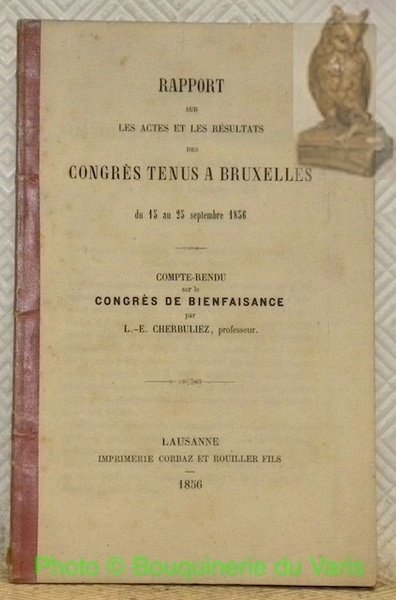 RAPPORT
SUR
LES ACTES ET LES RÉSULTATS
DES
CONGRÈS TENUS A BRUXELLES
du 15 au 25 septembre 1856
COMPTE-RENDU
sur le
CONGRÈS DE BIENFAISANCE
par
L.-E. CHERBULIEZ, professeur.
LAUSANNE
IMPRIMERIE CORBAZ ET ROUILLER FILS
1856
Photo © Bouquinerie du Varis